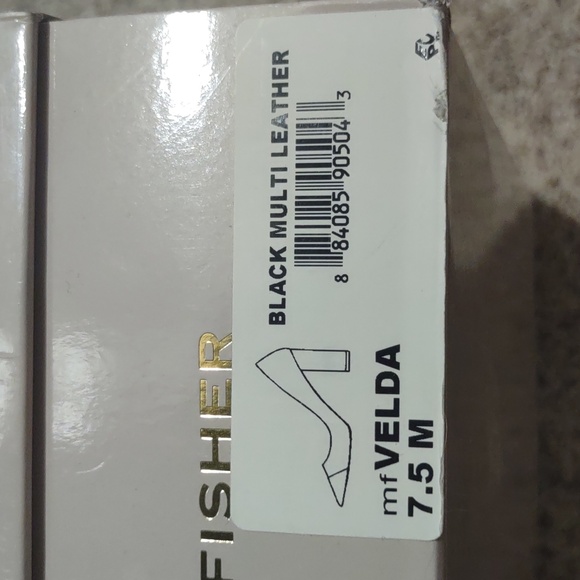 FISHER
BLACK MULTI LEATHER
8 84085 90504 3
mfVELDA
7.5 M